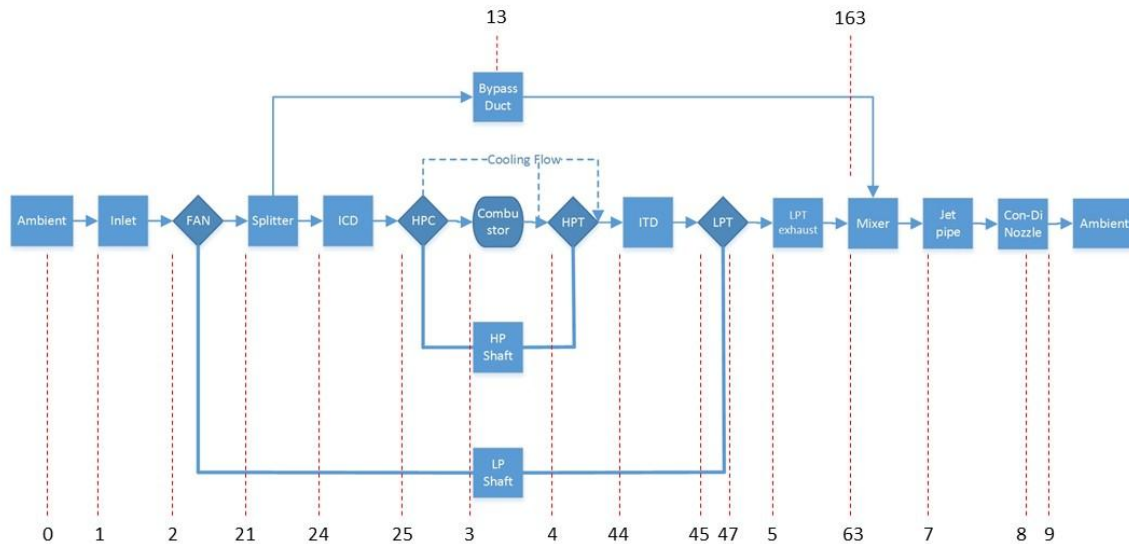 13
163
Bypass
Duct
Cooling Flow
Ambient
Inlet
FAN
Splitter
ICD
HPC
Combu
stor
HPT
ITD
LPT
LPT
exhaust
Mixer
Jet
pipe
Con-Di
Nozzle
Ambient
HP
Shaft
LP
Shaft
0
1
2
21
24
25
3
4
44
45
47
5
63
7
8
9